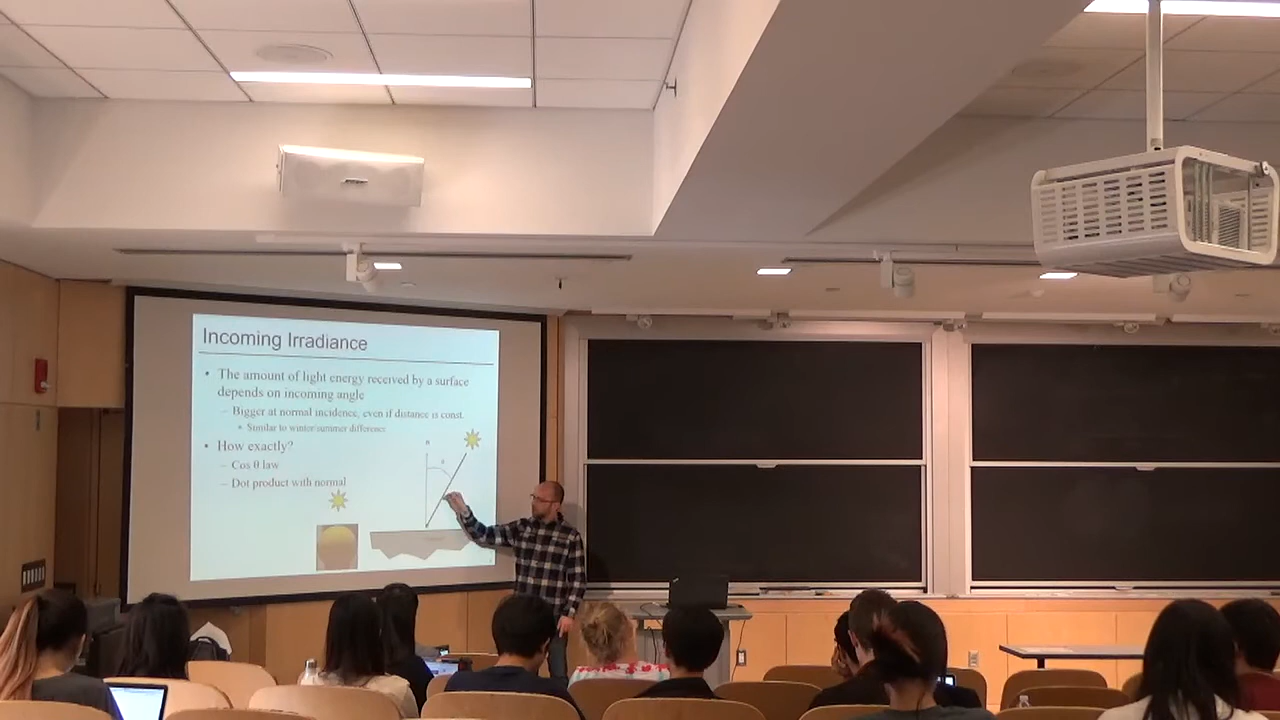 Incoming Irradiance
• The amount of light energy received by a surface
depends on incoming angle
– Bigger at normal incidence, even if distance is const.
• Similar to winter/summer difference
• How exactly?
– Cos θ law
– Dot product with normal
n
θ